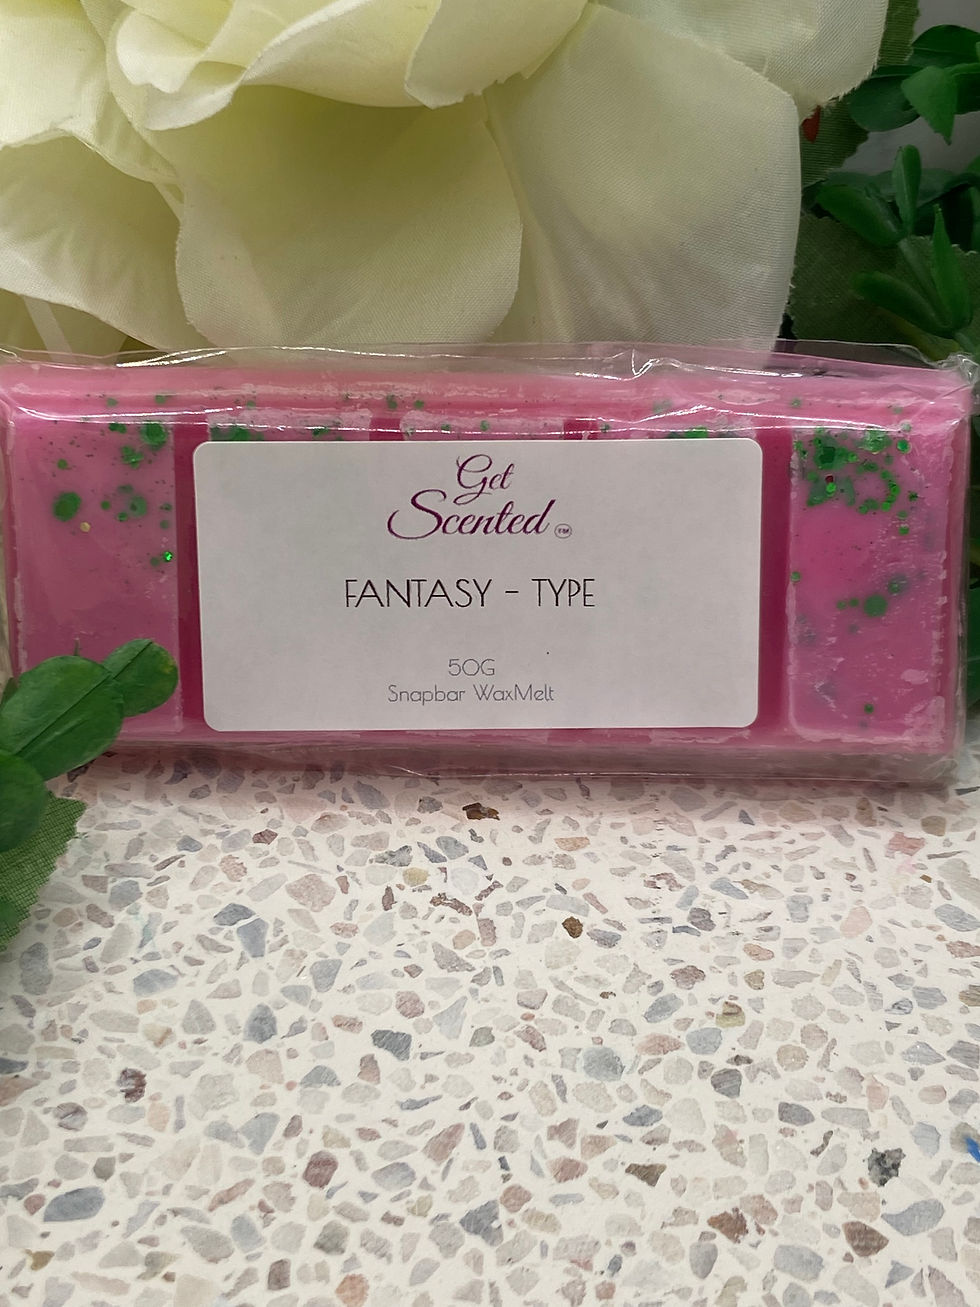 Get
Scented ™
FANTASY - TYPE
50G
Snapbar WaxMelt